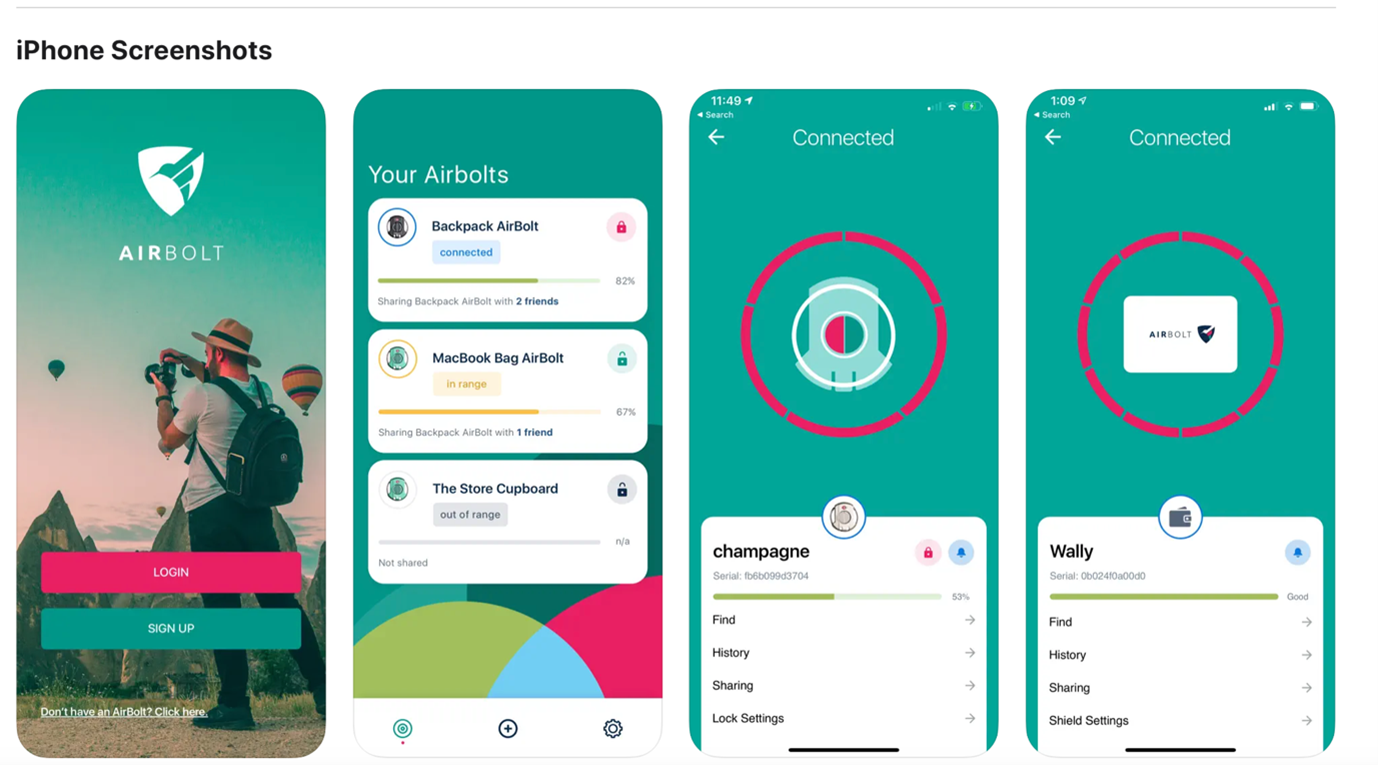 iPhone Screenshots
AIRBOLT
LOGIN
SIGN UP
Don't have an AirBolt? Click here.
Your Airbolts
Backpack AirBolt
connected
82%
Sharing Backpack AirBolt with 2 friends
MacBook Bag AirBolt
in range
67%
Sharing Backpack AirBolt with 1 friend
The Store Cupboard
out of range
n/a
Not shared
11:49
Search
Connected
champagne
Serial: fb6b099d3704
53%
Find
History
Sharing
Lock Settings
1:09
Search
Connected
AIRBOLT
Wally
Serial: 0b024f0a00d0
Good
Find
History
Sharing
Shield Settings